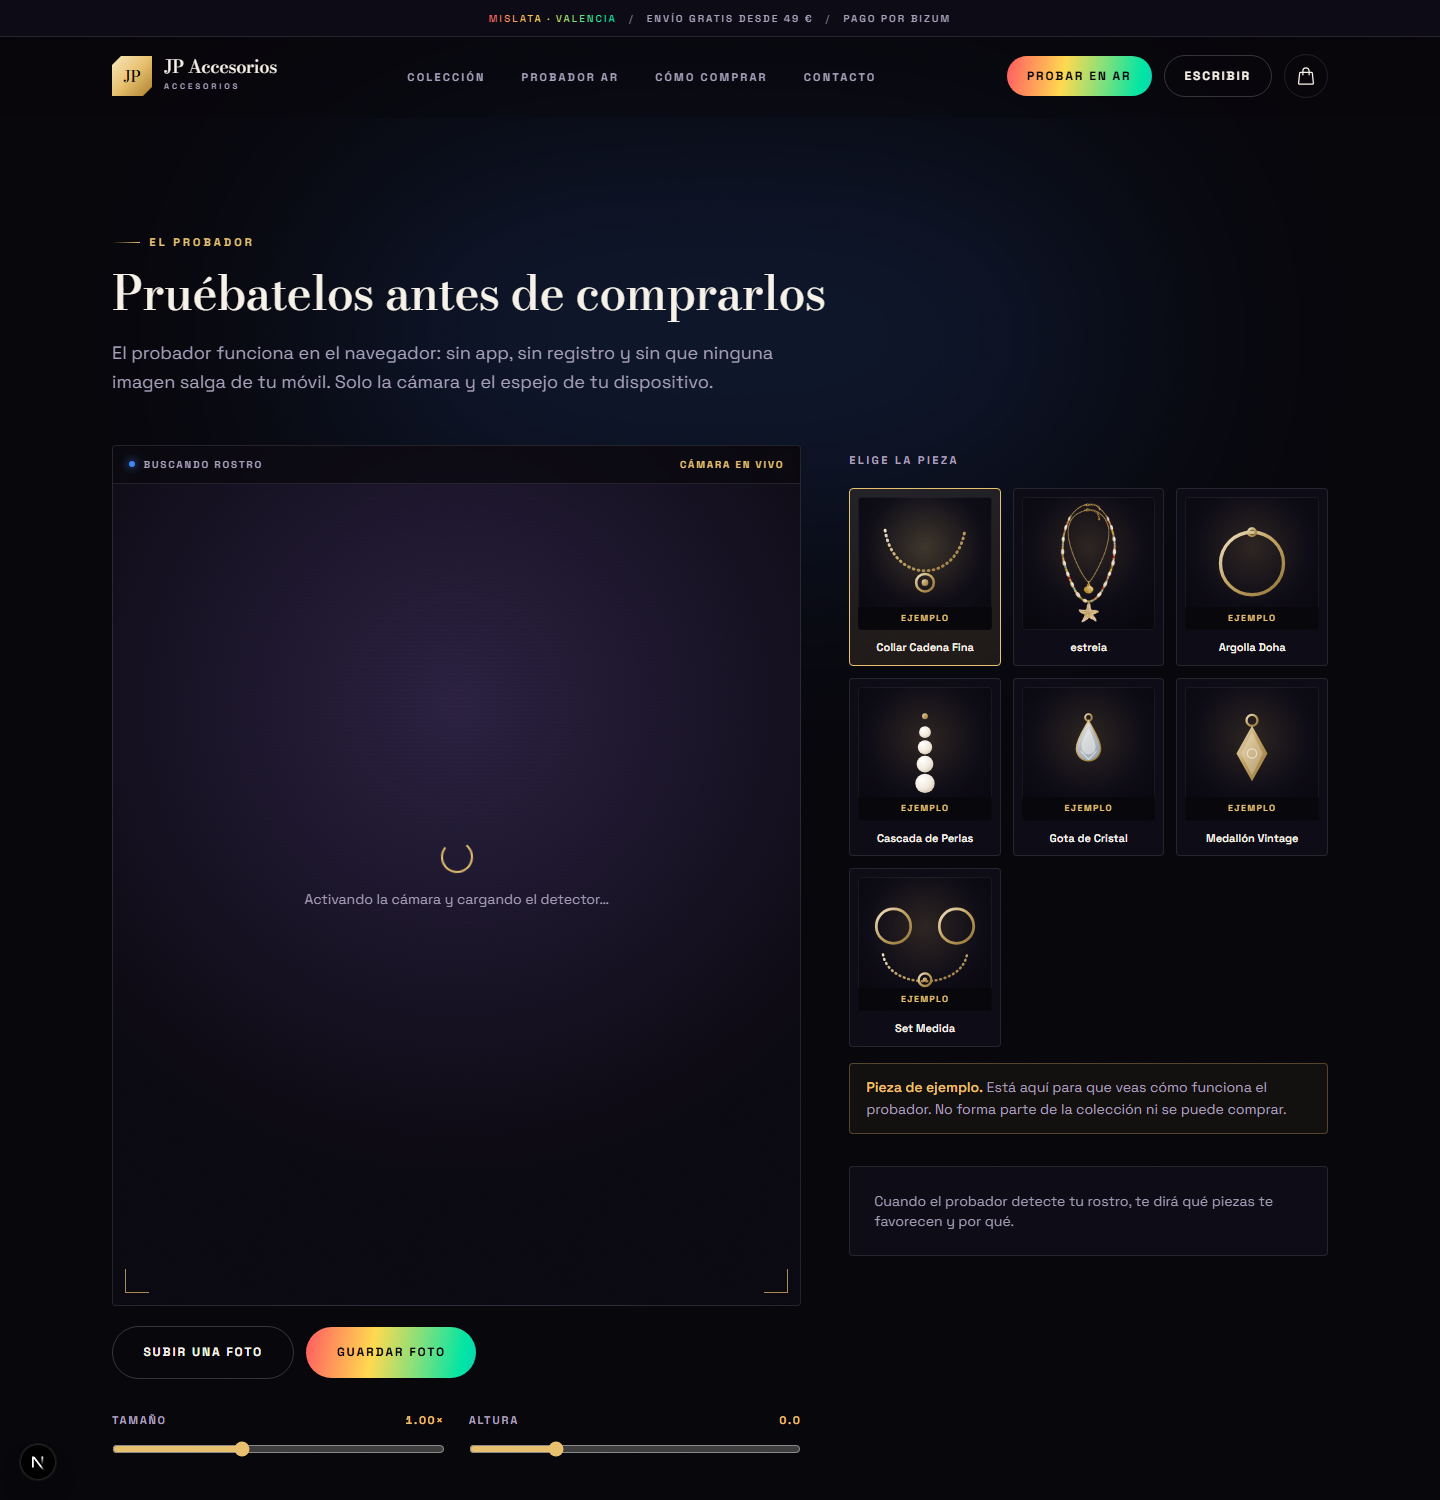 MISLATA · VALENCIA / ENVÍO GRATIS DESDE 49 € / PAGO POR BIZUM
JP
JP Accesorios
ACCESORIOS
COLECCIÓN
PROBADOR AR
CÓMO COMPRAR
CONTACTO
PROBAR EN AR
ESCRIBIR
EL PROBADOR
Pruébatelos antes de comprarlos
El probador funciona en el navegador: sin app, sin registro y sin que ninguna
imagen salga de tu móvil. Solo la cámara y el espejo de tu dispositivo.
BUSCANDO ROSTRO
CÁMARA EN VIVO
Activando la cámara y cargando el detector...
SUBIR UNA FOTO
GUARDAR FOTO
TAMAÑO
1.00×
ALTURA
0.0
ELIGE LA PIEZA
EJEMPLO
Collar Cadena Fina
estrela
EJEMPLO
Argolla Doha
EJEMPLO
Cascada de Perlas
EJEMPLO
Gota de Cristal
EJEMPLO
Medallón Vintage
EJEMPLO
Set Medida
Pieza de ejemplo. Está aquí para que veas cómo funciona el
probador. No forma parte de la colección ni se puede comprar.
Cuando el probador detecte tu rostro, te dirá qué piezas te
favorecen y por qué.
N